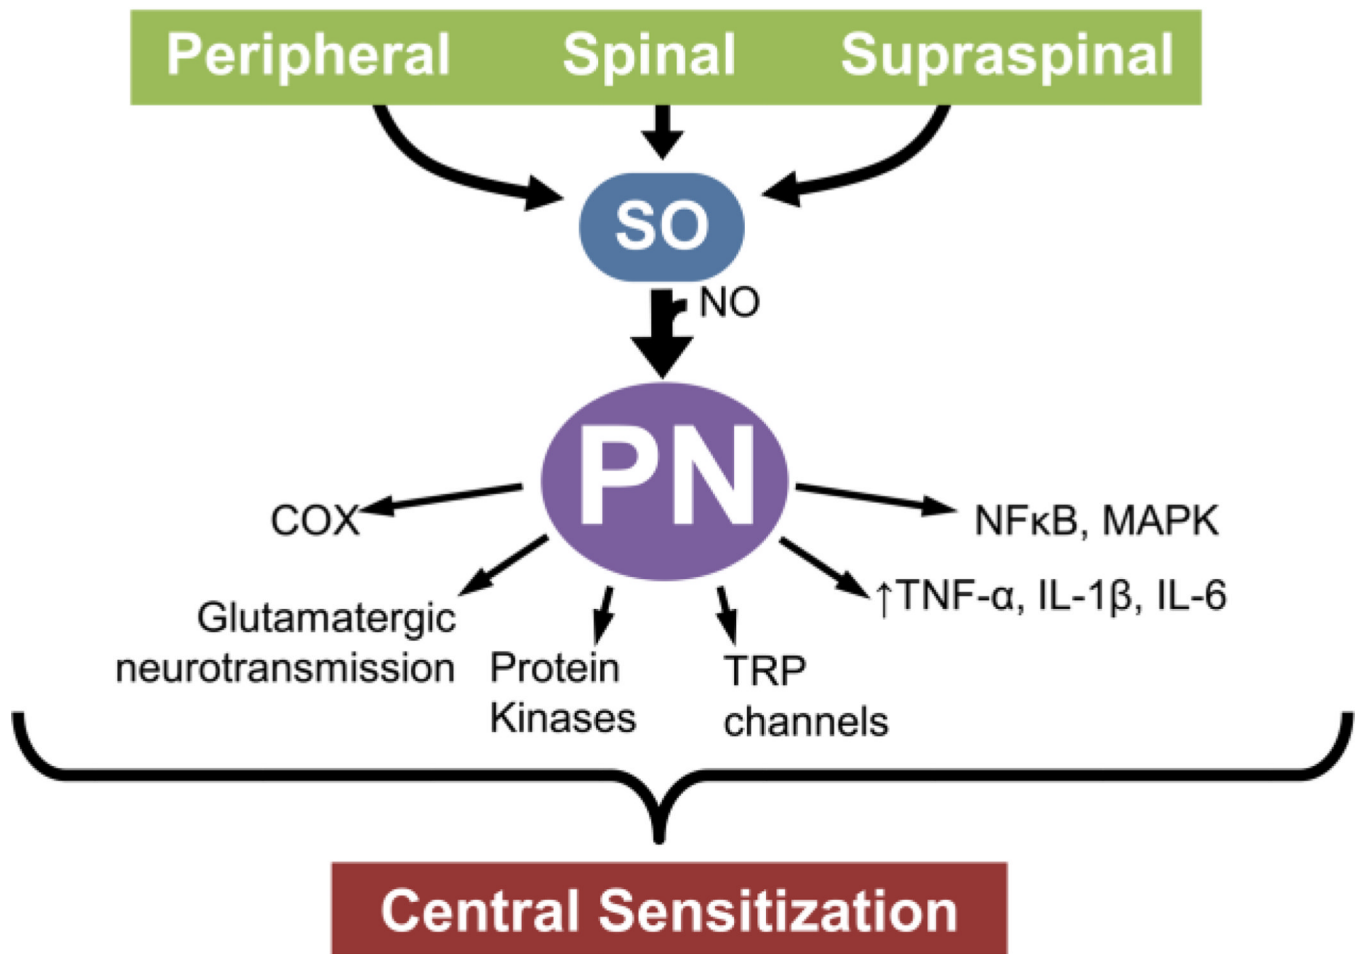 Peripheral Spinal Supraspinal
SO
NO
PN
COX
NFκB, MAPK
Glutamatergic
neurotransmission
Protein
Kinases
TRP
channels
↑TNF-α, IL-1β, IL-6
Central Sensitization